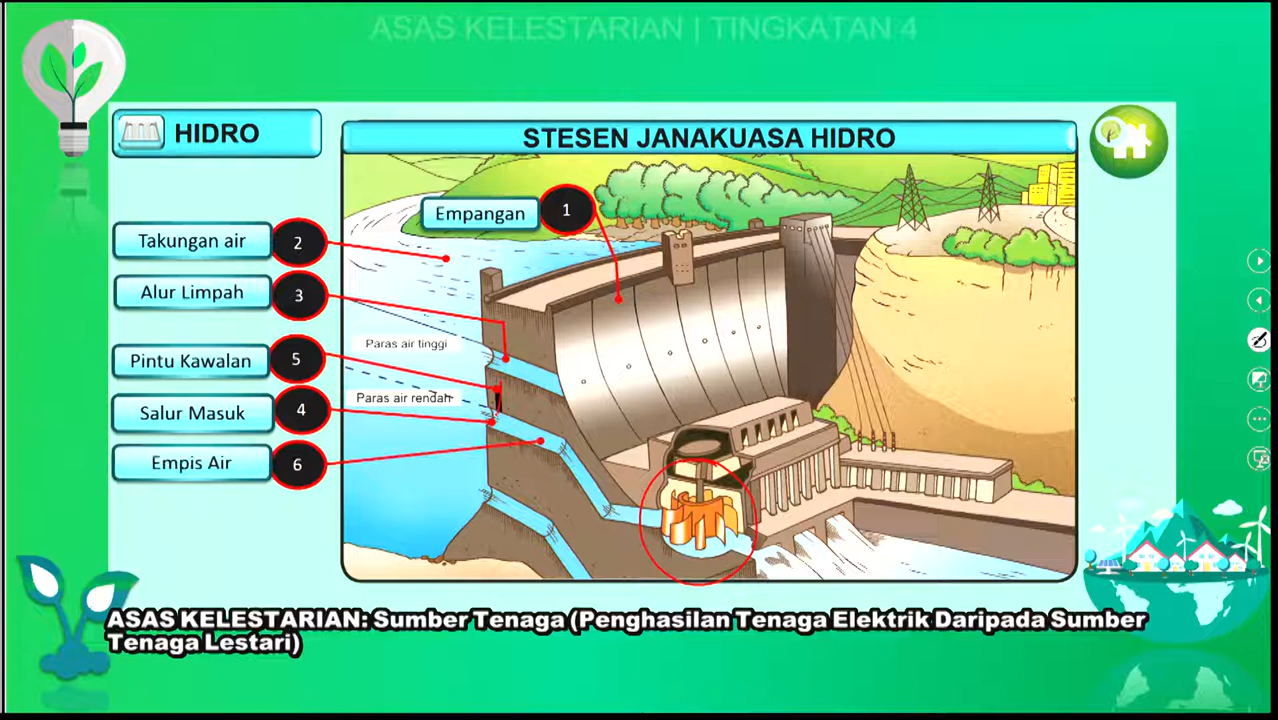 ASAS KELESTARIAN | TINGKATAN 4
HIDRO
STESEN JANAKUASA HIDRO
Empangan 1
Takungan air 2
Alur Limpah 3
Paras air tinggi
Pintu Kawalan 5
Paras air rendah
Salur Masuk 4
Empis Air 6
ASAS KELESTARIAN: Sumber Tenaga (Penghasilan Tenaga Elektrik Daripada Sumber
Tenaga Lestari)